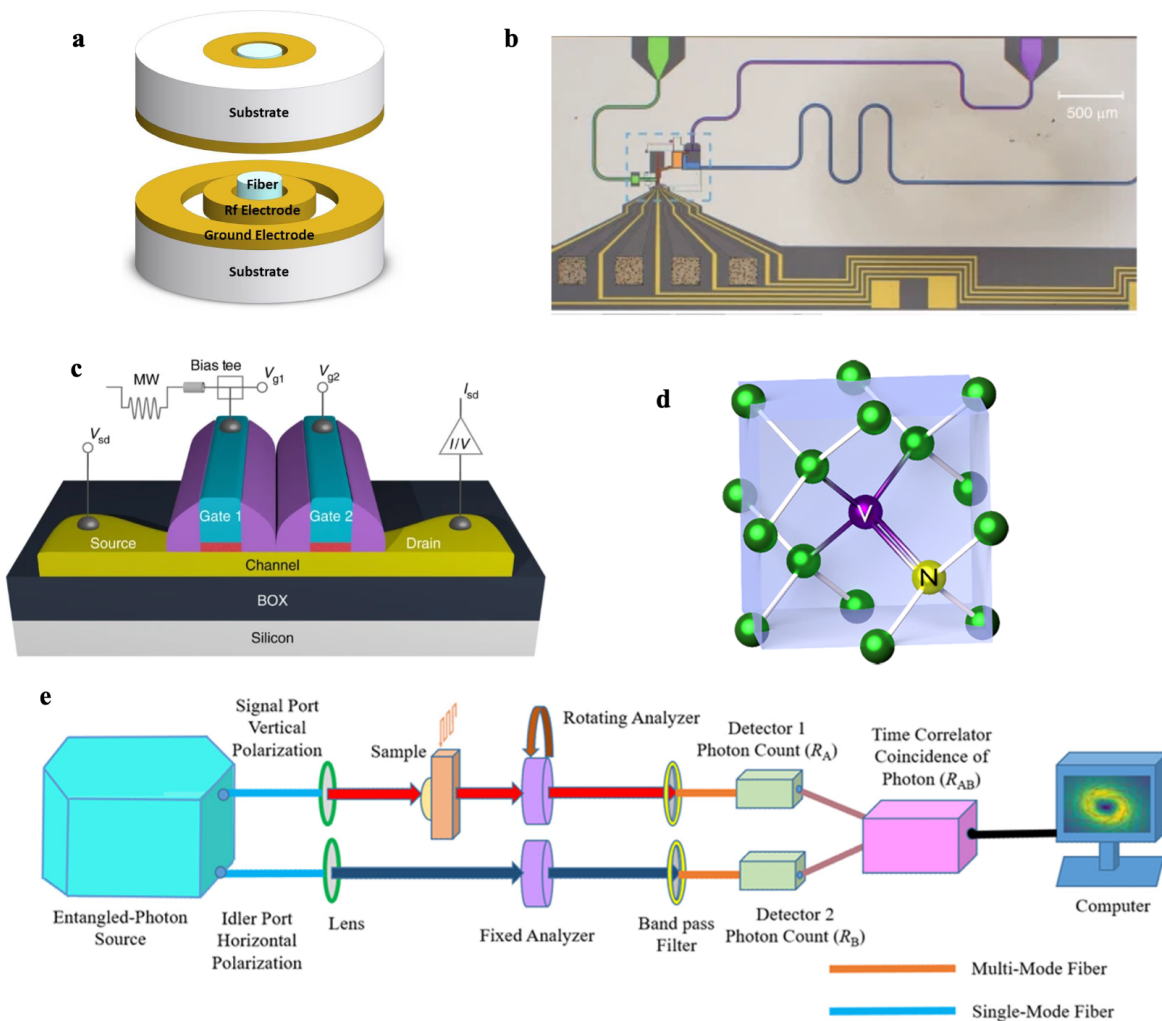 a
Substrate
Fiber
Rf Electrode
Ground Electrode
Substrate
b
500 μm
c
MW
Bias tee
Vg1
Vg2
Isd
Vsd
I/V
Gate 1
Gate 2
Source
Drain
Channel
BOX
Silicon
d
V
N
e
Signal Port
Vertical
Polarization
Sample
Rotating Analyzer
Detector 1
Photon Count (RA)
Time Correlator
Coincidence of
Photon (RAB)
Entangled-Photon
Source
Idler Port
Horizontal
Polarization
Lens
Fixed Analyzer
Band pass
Filter
Detector 2
Photon Count (RB)
Computer
Multi-Mode Fiber
Single-Mode Fiber